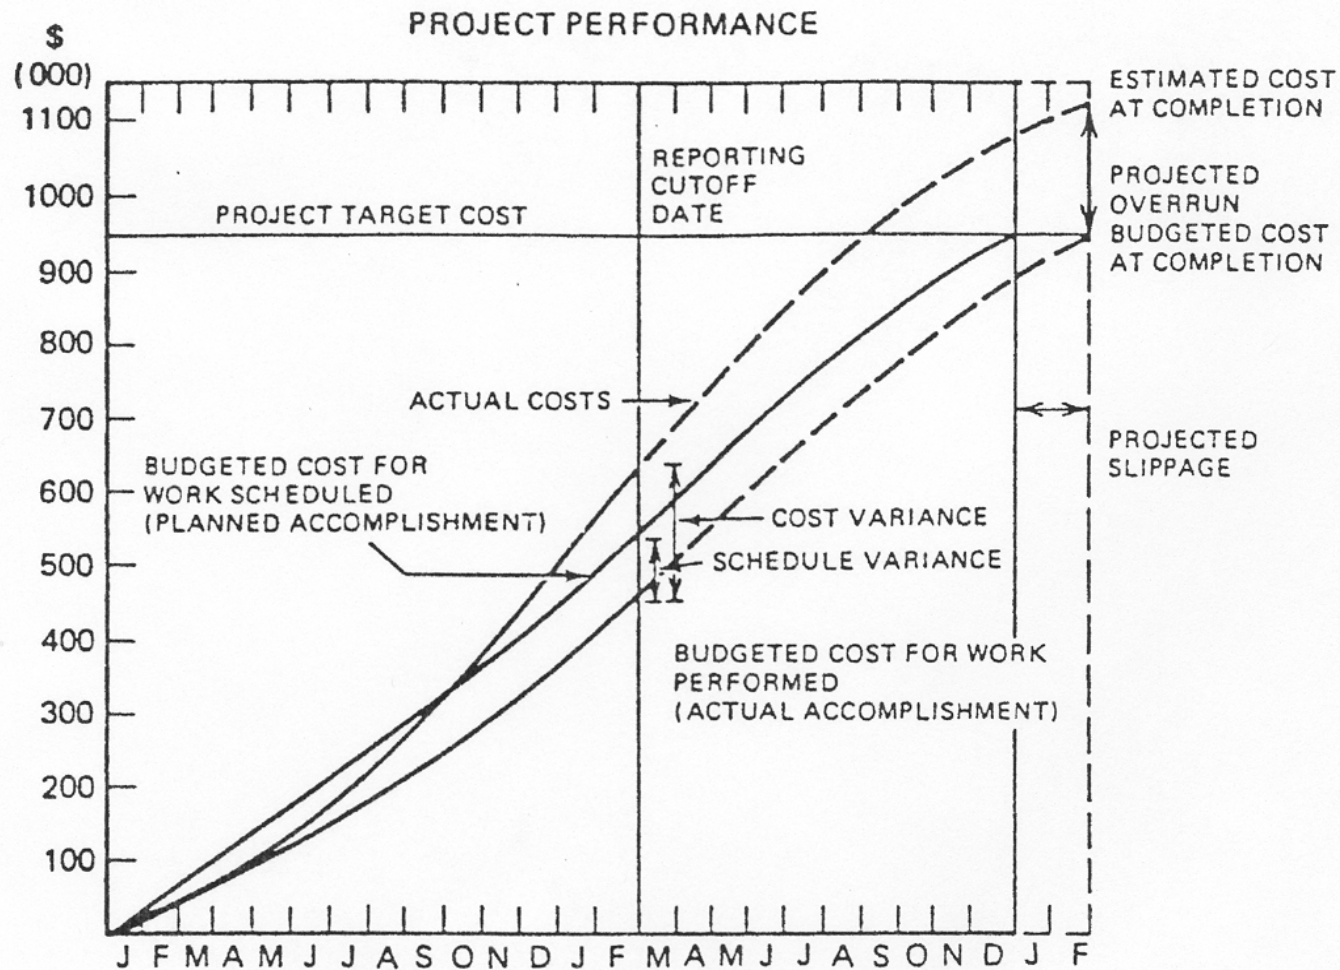 PROJECT PERFORMANCE
$
(000)
1100
1000
900
800
700
600
500
400
300
200
100
ESTIMATED COST
AT COMPLETION
REPORTING
CUTOFF
DATE
PROJECTED
OVERRUN
PROJECT TARGET COST
BUDGETED COST
AT COMPLETION
ACTUAL COSTS
PROJECTED
SLIPPAGE
BUDGETED COST FOR
WORK SCHEDULED
(PLANNED ACCOMPLISHMENT)
COST VARIANCE
SCHEDULE VARIANCE
BUDGETED COST FOR WORK
PERFORMED
(ACTUAL ACCOMPLISHMENT)
J F M A M J J A S O N D J F M A M J J A S O N D J F